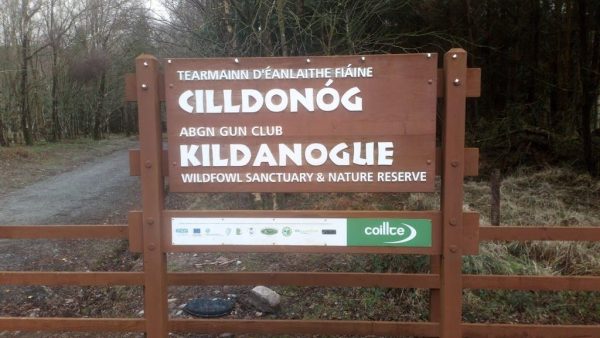 TEARMAINN D'ÉANLAITHE FIÁINE
CILLDONÓG
ABGN GUN CLUB
KILDANOGUE
WILDFOWL SANCTUARY & NATURE RESERVE
coillte